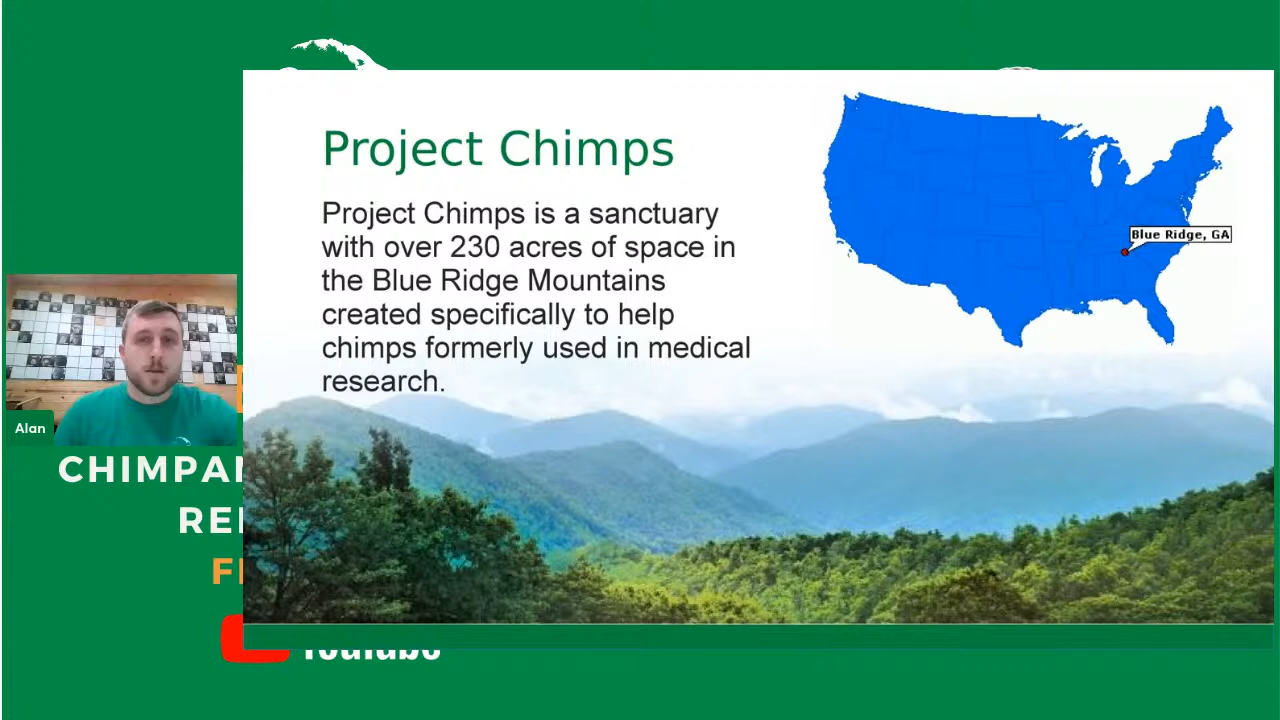 Project Chimps
Project Chimps is a sanctuary
with over 230 acres of space in
the Blue Ridge Mountains
created specifically to help
chimps formerly used in medical
research.
Blue Ridge, GA
Alan
YouTube